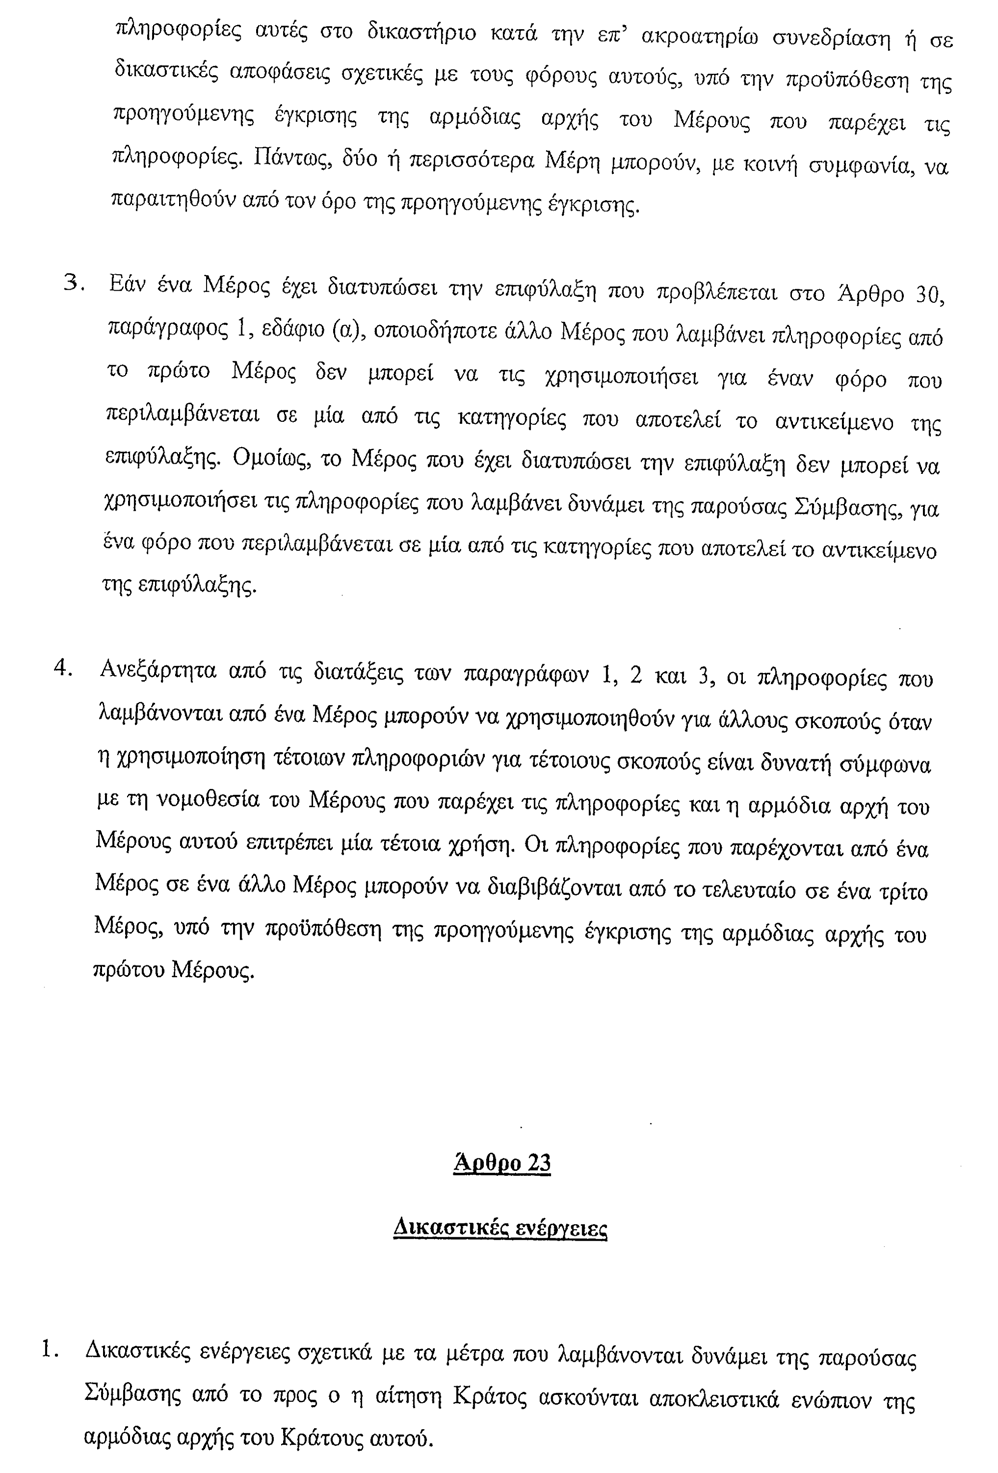 πληροφορίες αυτές στο δικαστήριο κατά την επ’ ακροατηρίω συνεδρίαση ή σε
δικαστικές αποφάσεις σχετικές με τους φόρους αυτούς, υπό την προϋπόθεση της
προηγούμενης έγκρισης της αρμόδιας αρχής του Μέρους που παρέχει τις
πληροφορίες. Πάντως, δύο ή περισσότερα Μέρη μπορούν, με κοινή συμφωνία, να
παραιτηθούν από τον όρο της προηγούμενης έγκρισης.
3. Εάν ένα Μέρος έχει διατυπώσει την επιφύλαξη που προβλέπεται στο Άρθρο 30,
παράγραφος 1, εδάφιο (α), οποιοδήποτε άλλο Μέρος που λαμβάνει πληροφορίες από
το πρώτο Μέρος δεν μπορεί να τις χρησιμοποιήσει για έναν φόρο που
περιλαμβάνεται σε μία από τις κατηγορίες που αποτελεί το αντικείμενο της
επιφύλαξης. Ομοίως, το Μέρος που έχει διατυπώσει την επιφύλαξη δεν μπορεί να
χρησιμοποιήσει τις πληροφορίες που λαμβάνει δυνάμει της παρούσας Σύμβασης, για
ένα φόρο που περιλαμβάνεται σε μία από τις κατηγορίες που αποτελεί το αντικείμενο
της επιφύλαξης.
4. Ανεξάρτητα από τις διατάξεις των παραγράφων 1, 2 και 3, οι πληροφορίες που
λαμβάνονται από ένα Μέρος μπορούν να χρησιμοποιηθούν για άλλους σκοπούς όταν
η χρησιμοποίηση τέτοιων πληροφοριών για τέτοιους σκοπούς είναι δυνατή σύμφωνα
με τη νομοθεσία του Μέρους που παρέχει τις πληροφορίες και η αρμόδια αρχή του
Μέρους αυτού επιτρέπει μία τέτοια χρήση. Οι πληροφορίες που παρέχονται από ένα
Μέρος σε ένα άλλο Μέρος μπορούν να διαβιβάζονται από το τελευταίο σε ένα τρίτο
Μέρος, υπό την προϋπόθεση της προηγούμενης έγκρισης της αρμόδιας αρχής του
πρώτου Μέρους.
Άρθρο 23
Δικαστικές ενέργειες
1. Δικαστικές ενέργειες σχετικά με τα μέτρα που λαμβάνονται δυνάμει της παρούσας
Σύμβασης από το προς ο η αίτηση Κράτος ασκούνται αποκλειστικά ενώπιον της
αρμόδιας αρχής του Κράτους αυτού.